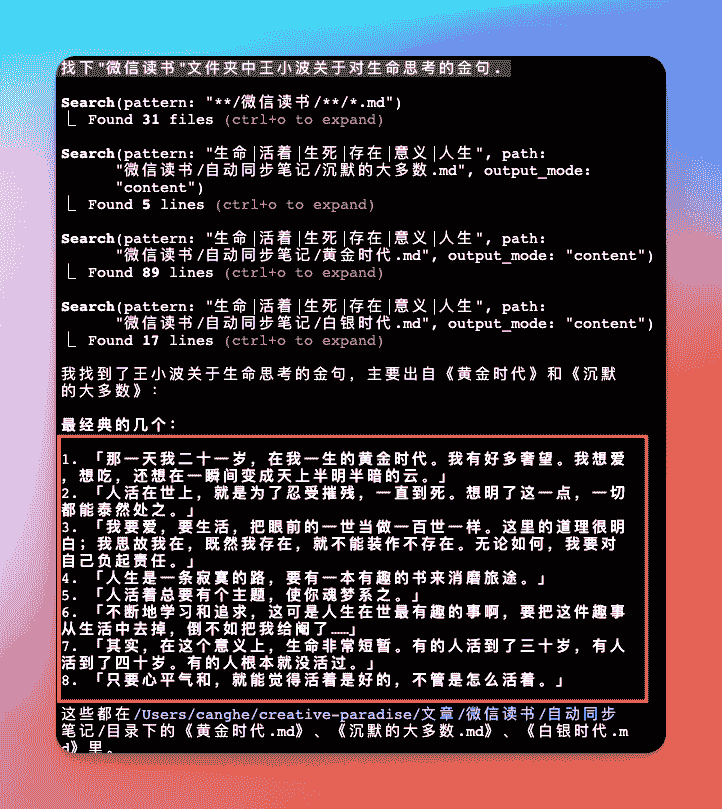 找下"微信读书"文件夹中王小波关于对生命思考的金句.
Search(pattern: "**/微信读书/**/*.md")
Found 31 files (ctrl+o to expand)
Search(pattern: "生命|活着|生死|存在|意义|人生", path:
"微信读书/自动同步笔记/沉默的大多数.md", output_mode:
"content")
Found 5 lines (ctrl+o to expand)
Search(pattern: "生命|活着|生死|存在|意义|人生", path:
"微信读书/自动同步笔记/黄金时代.md", output_mode: "content")
Found 89 lines (ctrl+o to expand)
Search(pattern: "生命|活着|生死|存在|意义|人生", path:
"微信读书/自动同步笔记/白银时代.md", output_mode: "content")
Found 17 lines (ctrl+o to expand)
我找到了王小波关于生命思考的金句，主要出自《黄金时代》和《沉默
的大多数》：
最经典的几个：
1. 「那一天我二十一岁，在我一生的黄金时代。我有好多奢望。我想爱
，想吃，还想在一瞬间变成天上半明半暗的云。」
2. 「人活在世上，就是为了忍受摧残，一直到死。想明了这一点，一切
都能泰然处之。」
3. 「我要爱，要生活，把眼前的一世当做一百世一样。这里的道理很明
白；我思故我在，既然我存在，就不能装作不存在。无论如何，我要对
自己负起责任。」
4. 「人生是一条寂寞的路，要有一本有趣的书来消磨旅途。」
5. 「人活着总要有个主题，使你魂梦系之。」
6. 「不断地学习和追求，这可是人生在世最有趣的事啊，要把这件趣事
从生活中去掉，倒不如把我给阉了……」
7. 「其实，在这个意义上，生命非常短暂。有的人活到了三十岁，有人
活到了四十岁。有的人根本就没活过。」
8. 「只要心平气和，就能觉得活着是好的，不管是怎么活着。」
这些都在/Users/canghe/creative-paradise/文章/微信读书/自动同步
笔记/目录下的《黄金时代.md》、《沉默的大多数.md》、《白银时代.m
d》里。